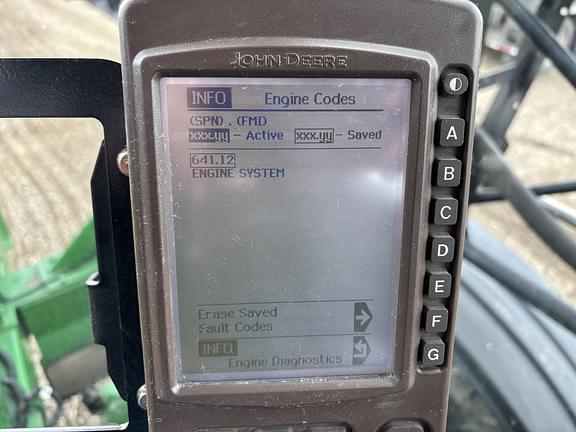 JOHN DEERE
INFO Engine Codes
(SPN) . (FMI)
xxx.yy - Active xxx.yy - Saved
641.12
ENGINE SYSTEM
Erase Saved
Fault Codes
INFO
Engine Diagnostics
A
B
C
D
E
F
G